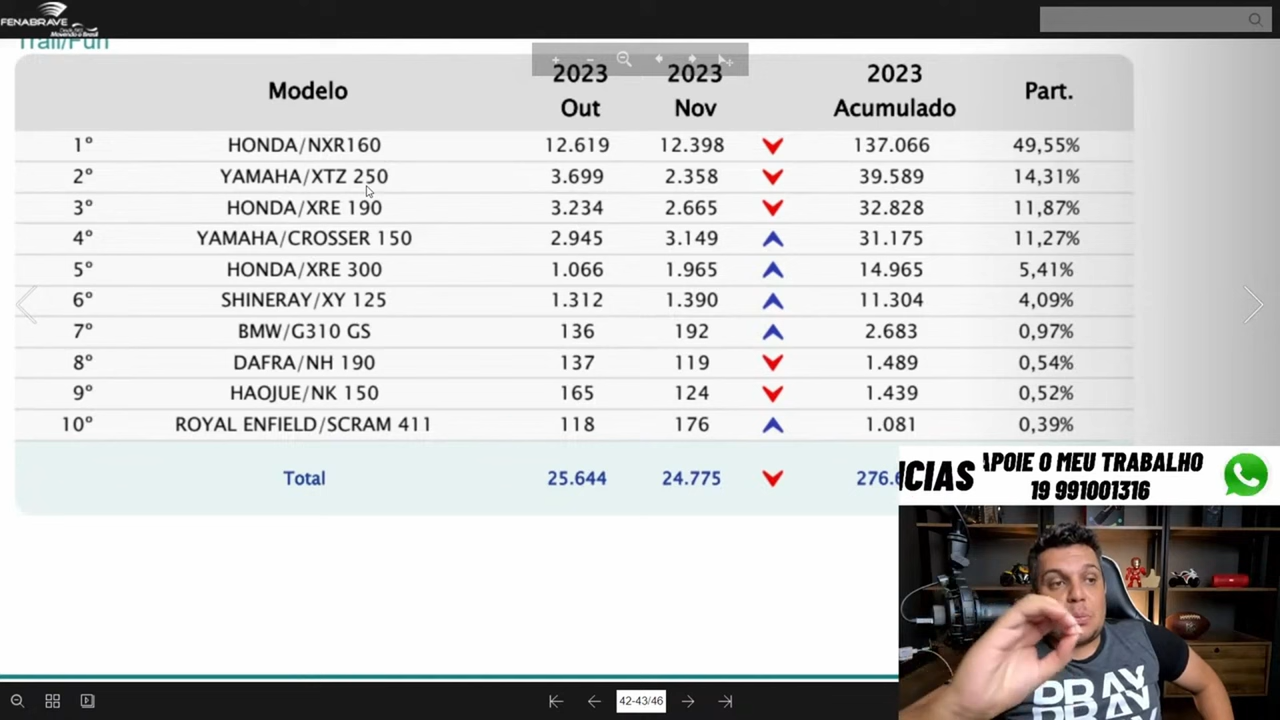 FENABRAVE
Trail/Fun
Modelo 2023 Out 2023 Nov 2023 Acumulado Part.
1º HONDA/NXR160 12.619 12.398 137.066 49,55%
2º YAMAHA/XTZ 250 3.699 2.358 39.589 14,31%
3º HONDA/XRE 190 3.234 2.665 32.828 11,87%
4º YAMAHA/CROSSER 150 2.945 3.149 31.175 11,27%
5º HONDA/XRE 300 1.066 1.965 14.965 5,41%
6º SHINERAY/XY 125 1.312 1.390 11.304 4,09%
7º BMW/G310 GS 136 192 2.683 0,97%
8º DAFRA/NH 190 137 119 1.489 0,54%
9º HAOJUE/NK 150 165 124 1.439 0,52%
10º ROYAL ENFIELD/SCRAM 411 118 176 1.081 0,39%
Total 25.644 24.775 276.
NCIAS APOIE O MEU TRABALHO
19 991001316
PRAY
PRAY
42-43/46